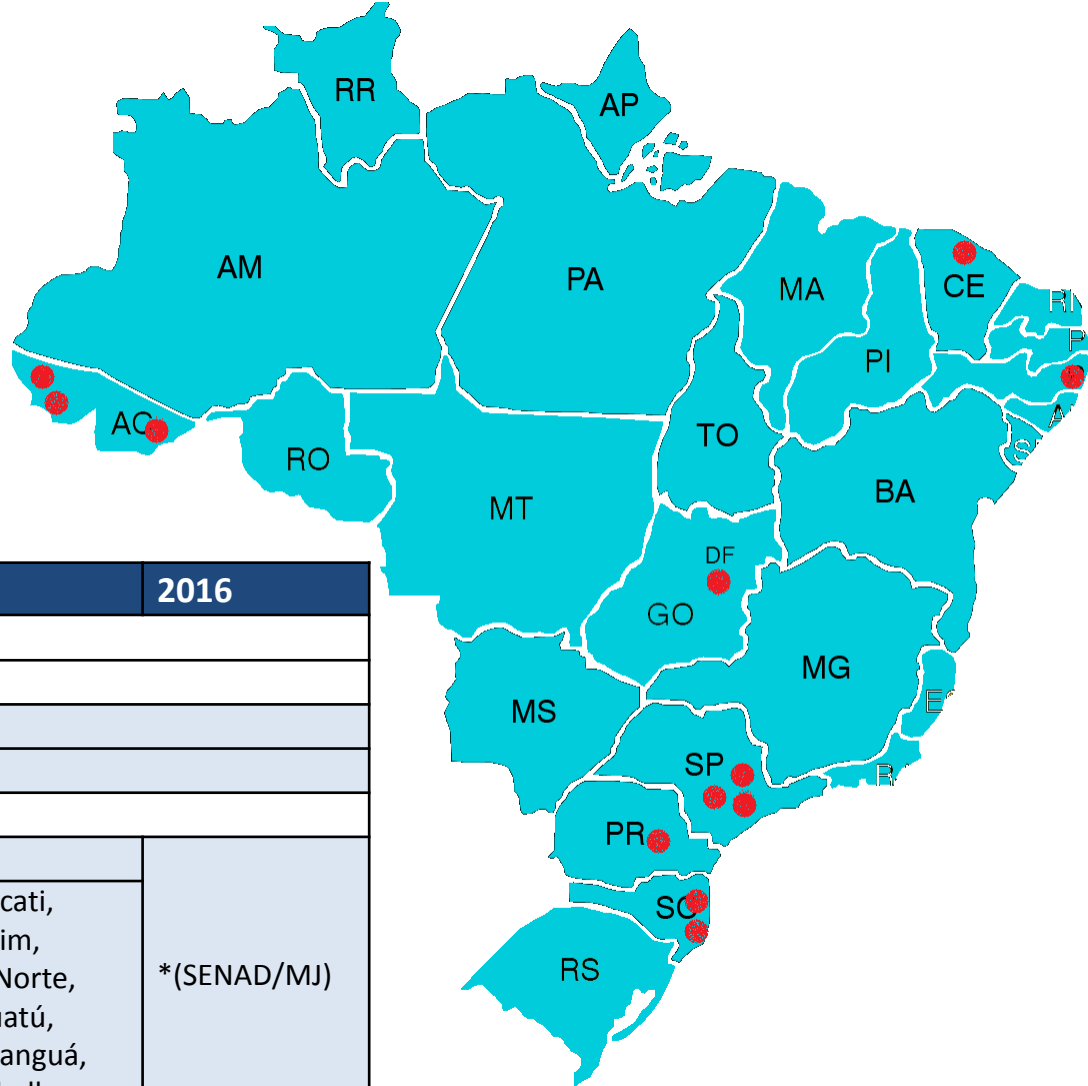 RR
AP
AM
PA
MA
CE
PI
AC
RO
TO
BA
MT
DF
GO
MG
MS
SP
PR
SC
RS
2016
cati,
im,
Norte,
uatú,
anguá,
*(SENAD/MJ)